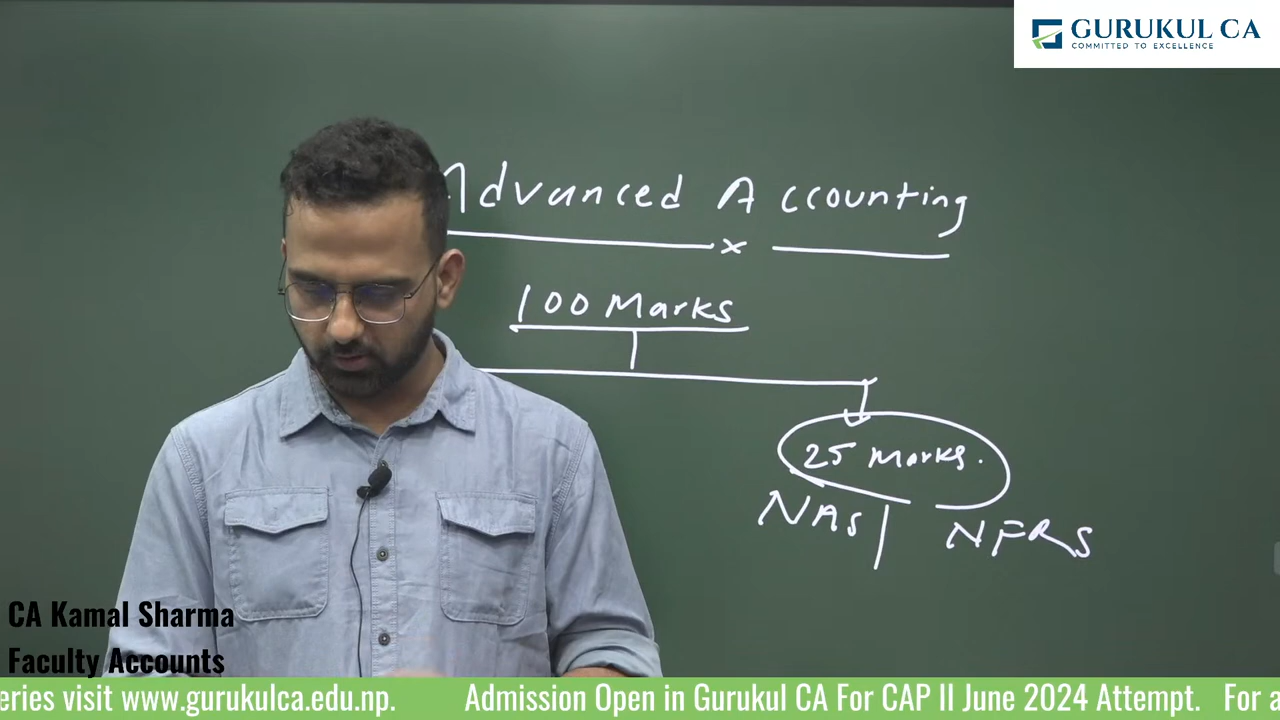 GURUKUL CA
COMMITTED TO EXCELLENCE
Advanced Accounting
x
100 Marks
25 Marks.
NAS | NFRS
CA Kamal Sharma
Faculty Accounts
eries visit www.gurukulca.edu.np. Admission Open in Gurukul CA For CAP II June 2024 Attempt. For a